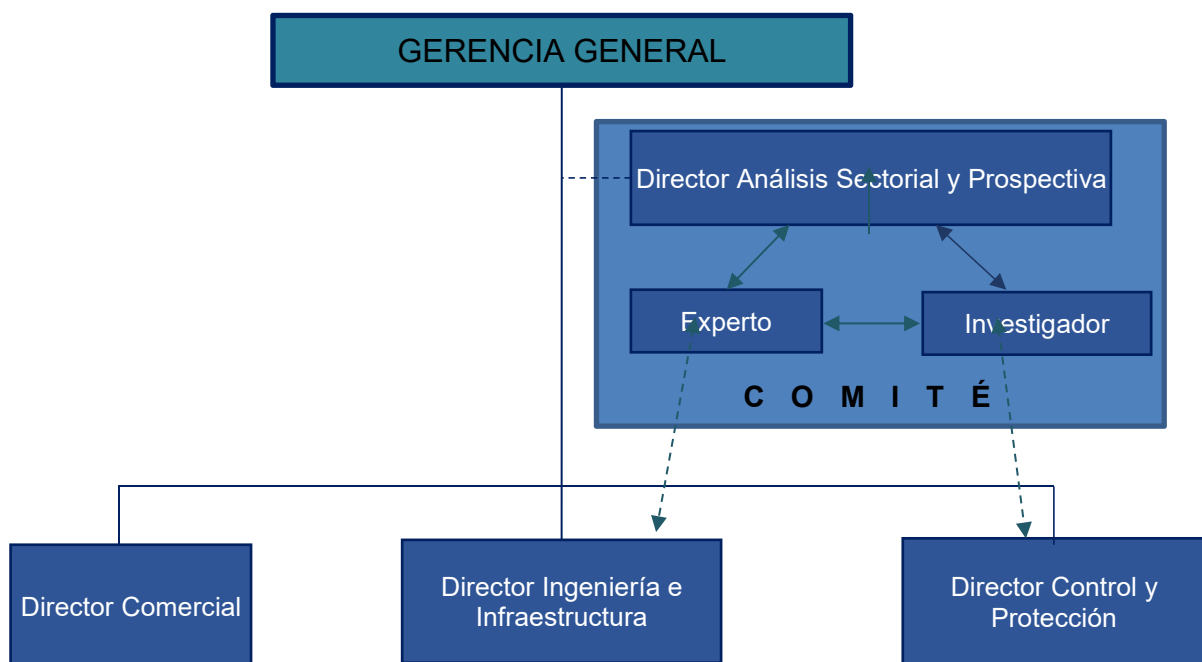 GERENCIA GENERAL
Director Análisis Sectorial y Prospectiva
Experto
Investigador
C O M I T É
Director Comercial
Director Ingeniería e
Infraestructura
Director Control y
Protección